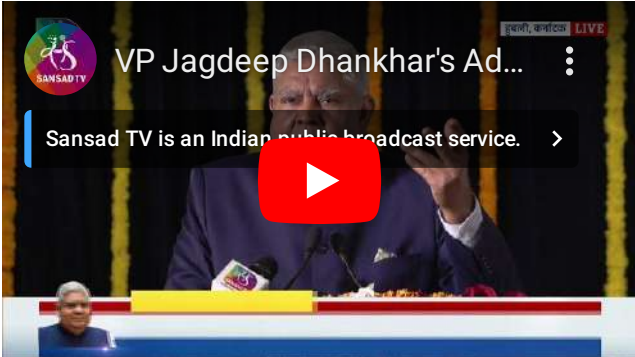 हुबली, कर्नाटक LIVE
SANSAD TV
VP Jagdeep Dhankhar's Ad...
Sansad TV is an Indian public broadcast service.